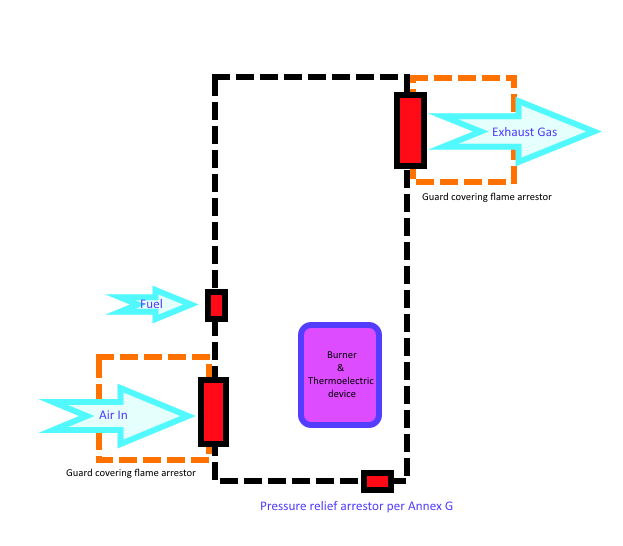 Exhaust Gas
Guard covering flame arrestor
Fuel
Burner
&
Thermoelectric
device
Air In
Guard covering flame arrestor
Pressure relief arrestor per Annex G